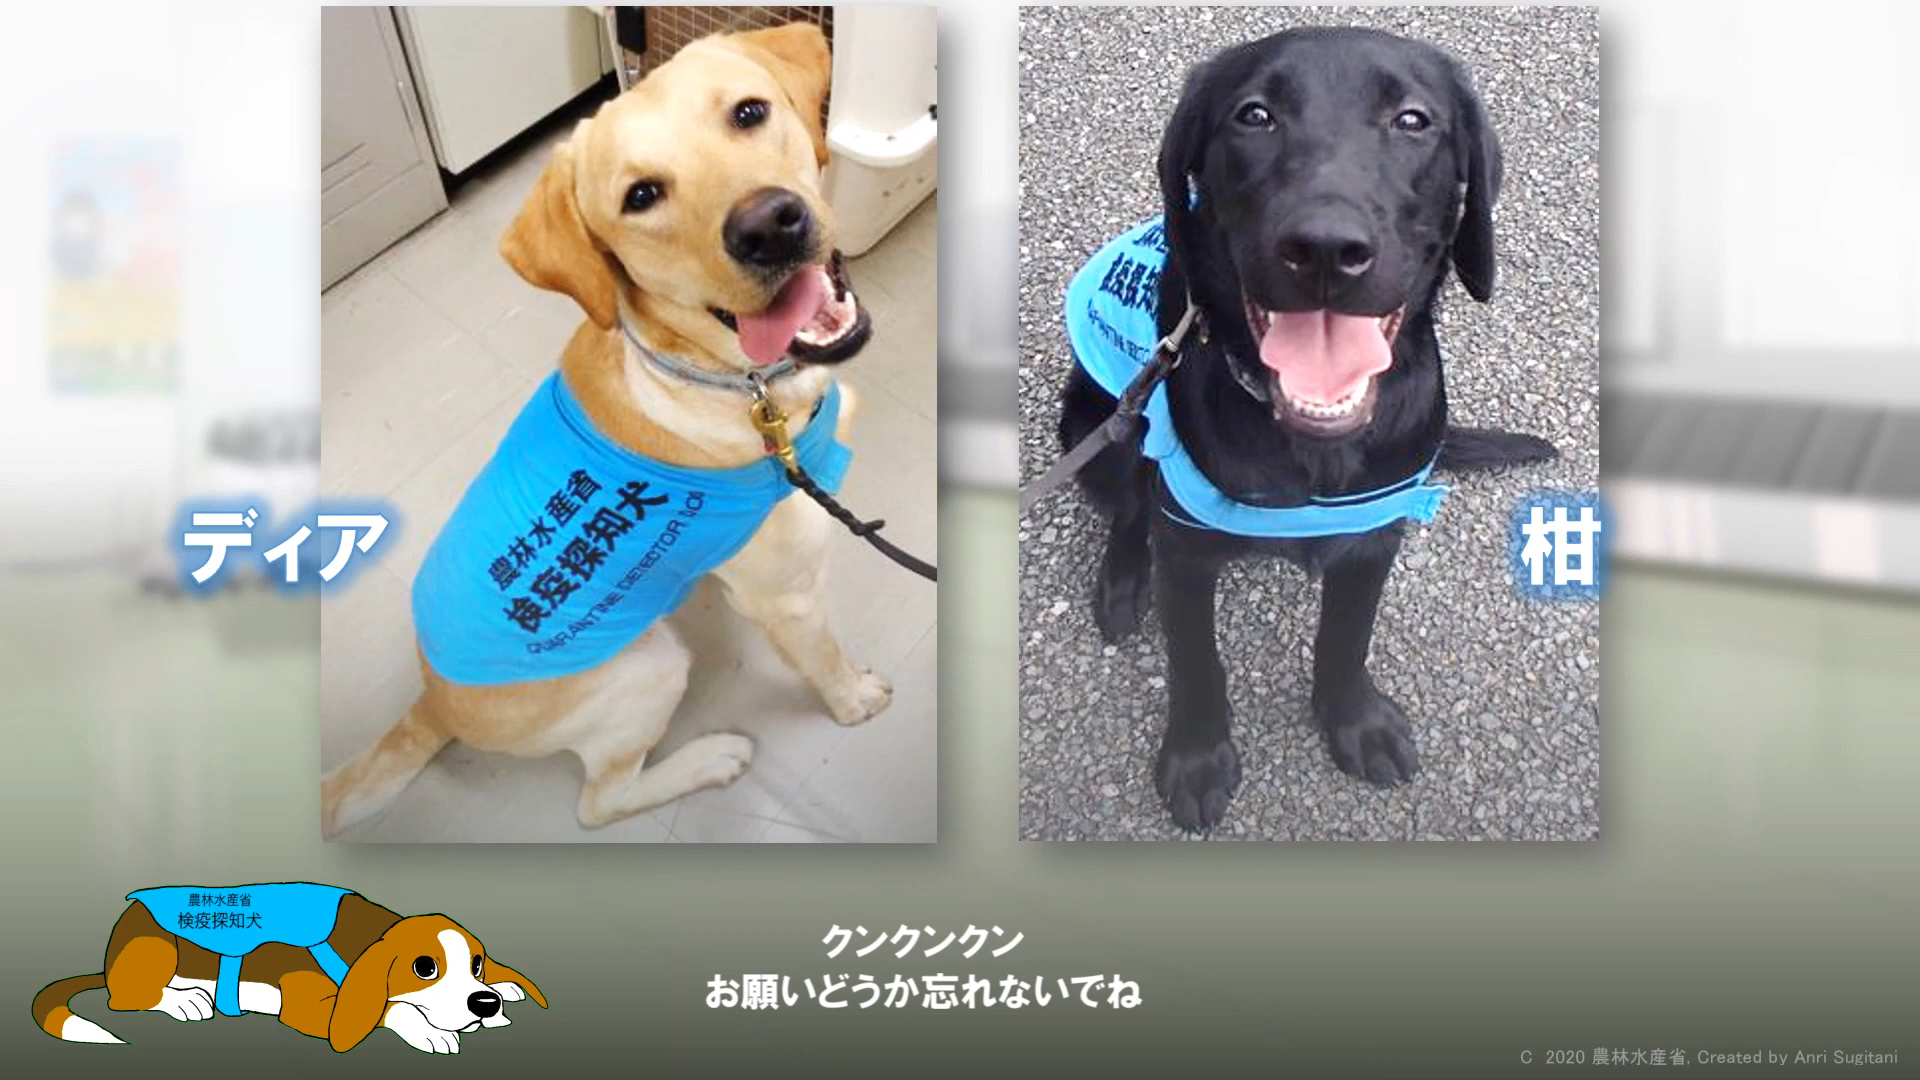 ディア
農林水産省
検疫探知犬
QUARANTINE DETECTOR DOG
柑
農林水産省
検疫探知犬
クンクンクン
お願いどうか忘れないでね
C 2020 農林水産省, Created by Anri Sugitani